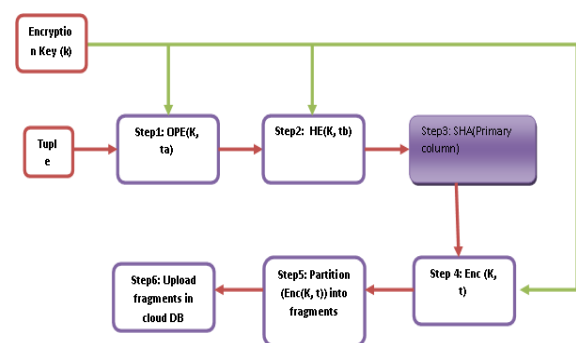 Encryptio
n Key (k)
Tupl
e
Step1: OPE(K,
ta)
Step2: HE(K, tb)
Step3: SHA(Primary
column)
Step 4: Enc (K,
t)
Step5: Partition
(Enc(K, t)) into
fragments
Step6: Upload
fragments in
cloud DB